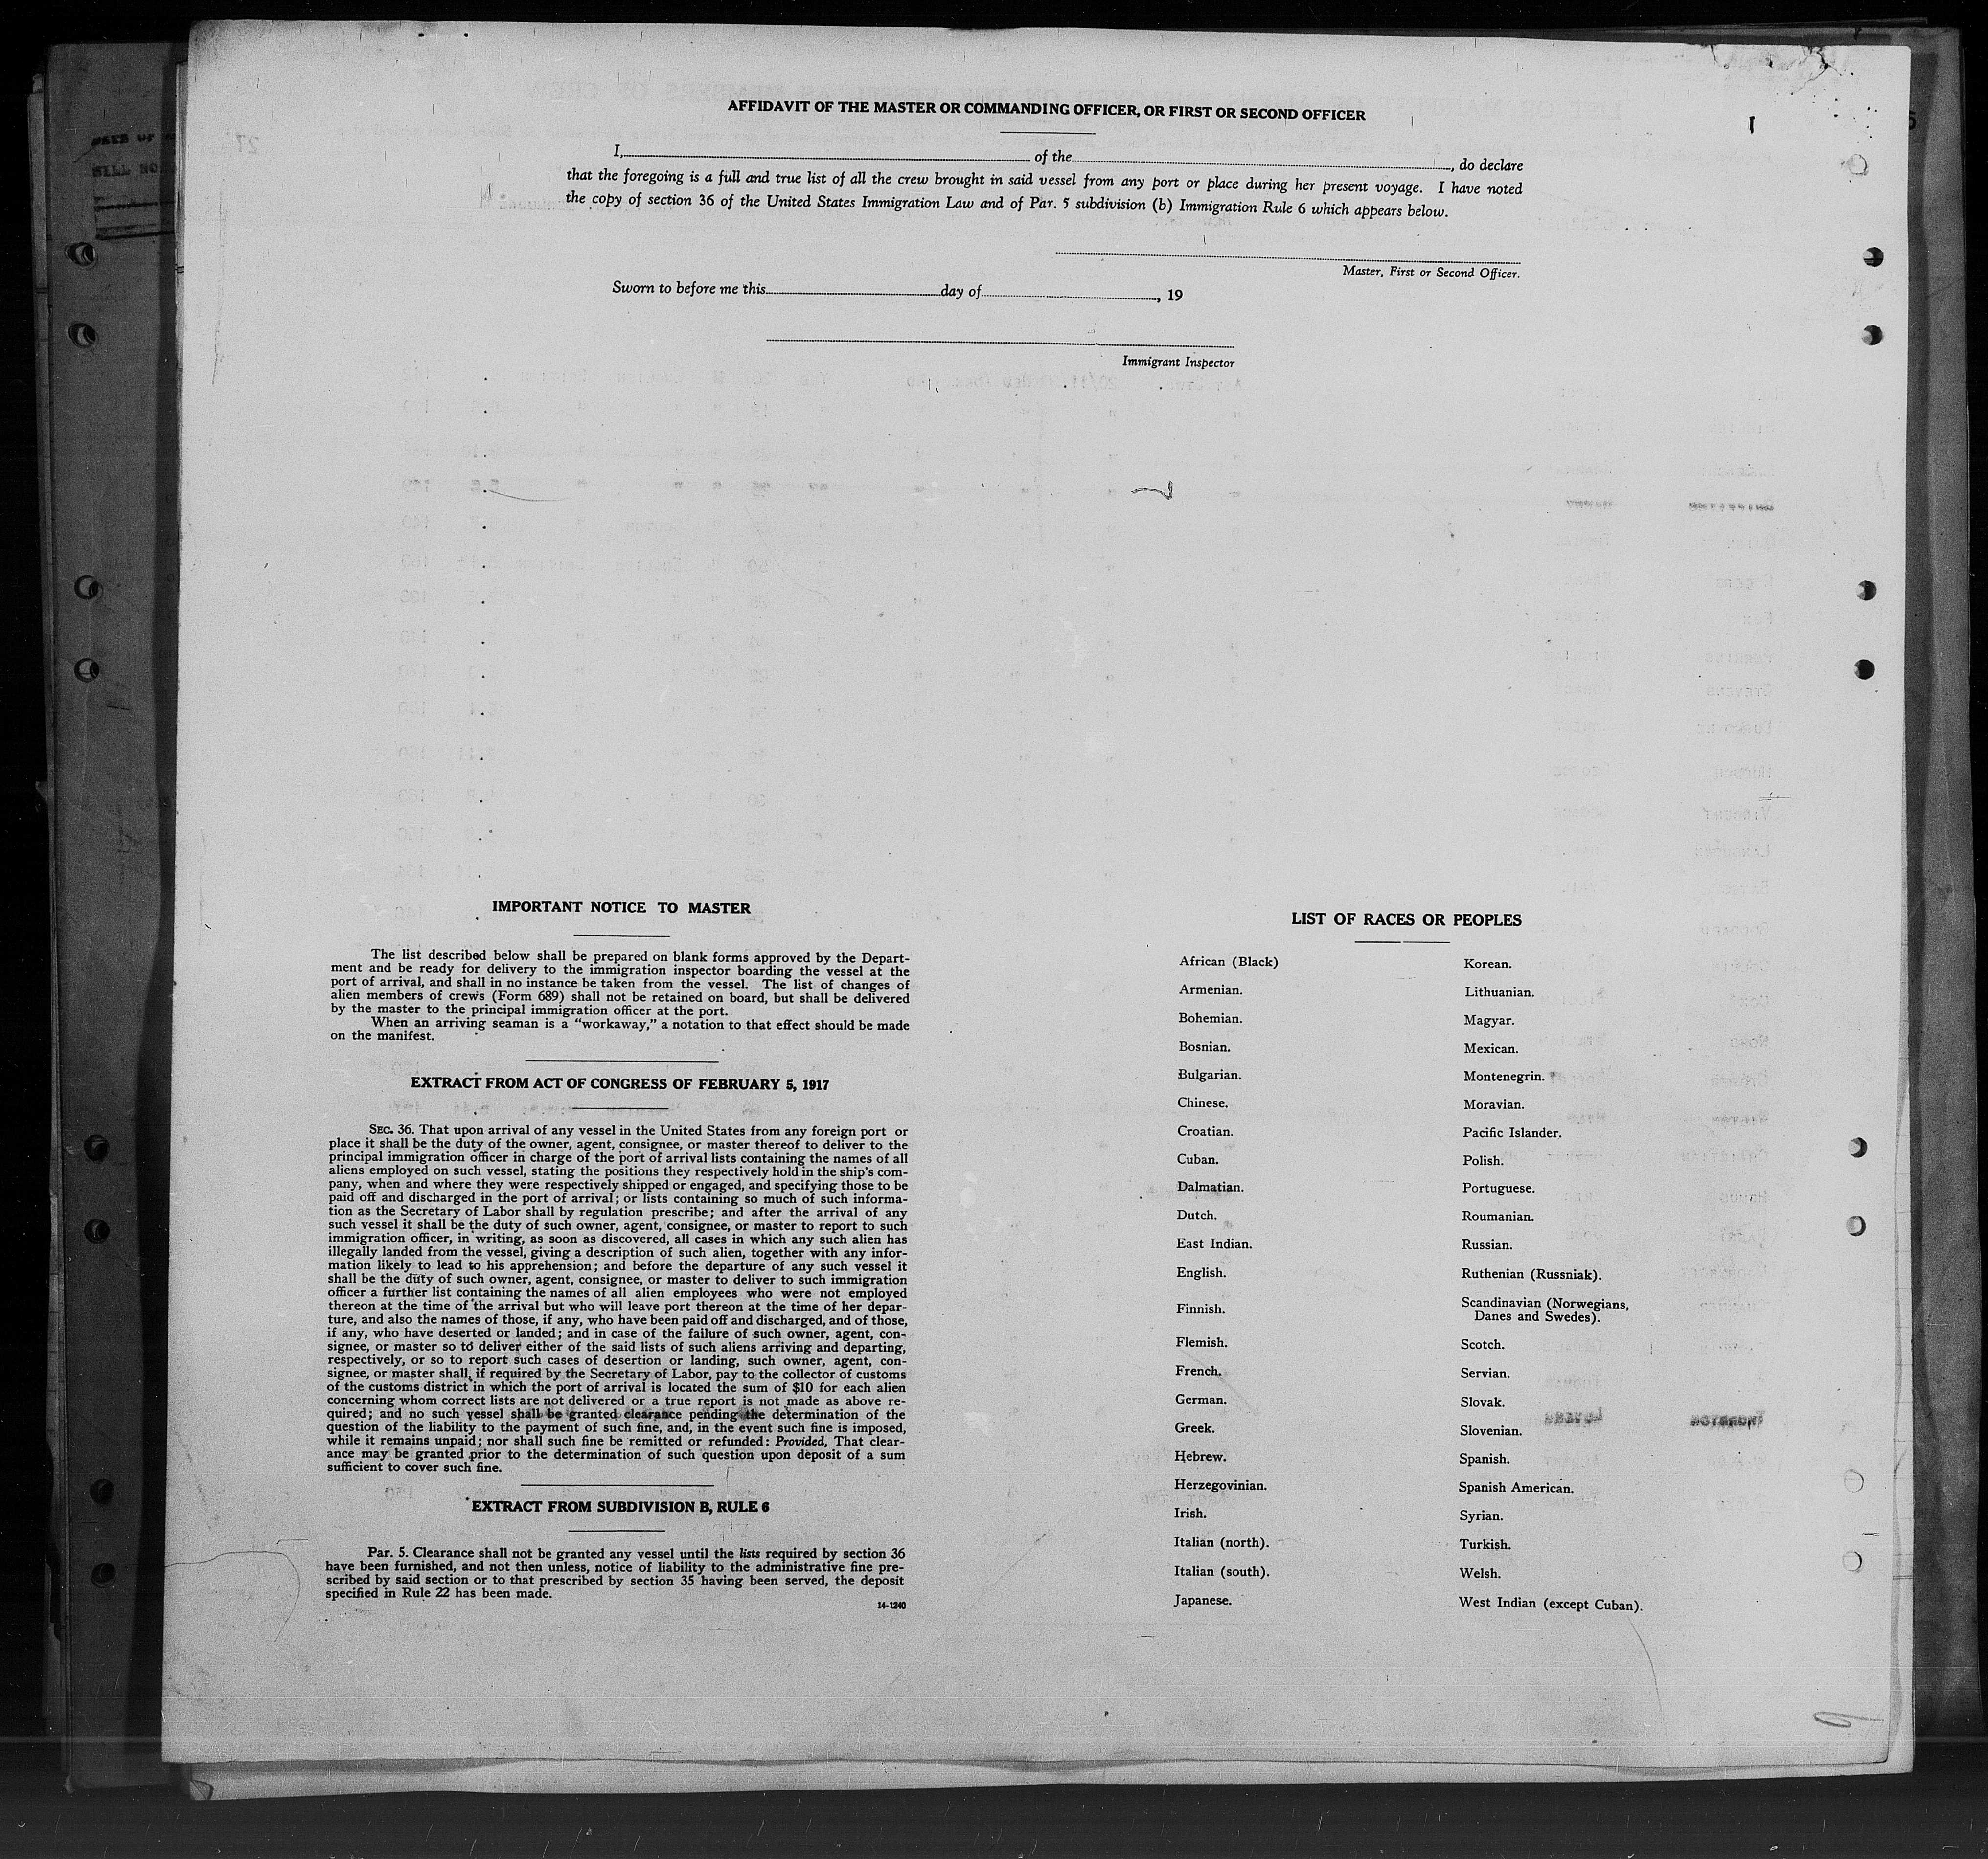 AFFIDAVIT OF THE MASTER OR COMMANDING OFFICER, OR FIRST OR SECOND OFFICER
I, of the , do declare
that the foregoing is a full and true list of all the crew brought in said vessel from any port or place during her present voyage. I have noted
the copy of section 36 of the United States Immigration Law and of Par. 5 subdivision (b) Immigration Rule 6 which appears below.
Master, First or Second Officer.
Sworn to before me this day of , 19
Immigrant Inspector
IMPORTANT NOTICE TO MASTER
The list described below shall be prepared on blank forms approved by the Depart-
ment and be ready for delivery to the immigration inspector boarding the vessel at the
port of arrival, and shall in no instance be taken from the vessel. The list of changes of
alien members of crews (Form 689) shall not be retained on board, but shall be delivered
by the master to the principal immigration officer at the port.
When an arriving seaman is a "workaway," a notation to that effect should be made
on the manifest.
EXTRACT FROM ACT OF CONGRESS OF FEBRUARY 5, 1917
SEC. 36. That upon arrival of any vessel in the United States from any foreign port or
place it shall be the duty of the owner, agent, consignee, or master thereof to deliver to the
principal immigration officer in charge of the port of arrival lists containing the names of all
aliens employed on such vessel, stating the positions they respectively hold in the ship's com-
pany, when and where they were respectively shipped or engaged, and specifying those to be
paid off and discharged in the port of arrival; or lists containing so much of such informa-
tion as the Secretary of Labor shall by regulation prescribe; and after the arrival of any
such vessel it shall be the duty of such owner, agent, consignee, or master to report to such
immigration officer, in writing, as soon as discovered, all cases in which any such alien has
illegally landed from the vessel, giving a description of such alien, together with any infor-
mation likely to lead to his apprehension; and before the departure of any such vessel it
shall be the duty of such owner, agent, consignee, or master to deliver to such immigration
officer a further list containing the names of all alien employees who were not employed
thereon at the time of the arrival but who will leave port thereon at the time of her depar-
ture, and also the names of those, if any, who have been paid off and discharged, and of those,
if any, who have deserted or landed; and in case of the failure of such owner, agent, con-
signee, or master so to deliver either of the said lists of such aliens arriving and departing,
respectively, or so to report such cases of desertion or landing, such owner, agent, con-
signee, or master shall, if required by the Secretary of Labor, pay to the collector of customs
of the customs district in which the port of arrival is located the sum of $10 for each alien
concerning whom correct lists are not delivered or a true report is not made as above re-
quired; and no such vessel shall be granted clearance pending the determination of the
question of the liability to the payment of such fine, and, in the event such fine is imposed,
while it remains unpaid; nor shall such fine be remitted or refunded: Provided, That clear-
ance may be granted prior to the determination of such question upon deposit of a sum
sufficient to cover such fine.
EXTRACT FROM SUBDIVISION B, RULE 6
Par. 5. Clearance shall not be granted any vessel until the lists required by section 36
have been furnished, and not then unless, notice of liability to the administrative fine pre-
scribed by said section or to that prescribed by section 35 having been served, the deposit
specified in Rule 22 has been made.
14-1240
LIST OF RACES OR PEOPLES
African (Black)
Armenian.
Bohemian.
Bosnian.
Bulgarian.
Chinese.
Croatian.
Cuban.
Dalmatian.
Dutch.
East Indian.
English.
Finnish.
Flemish.
French.
German.
Greek.
Hebrew.
Herzegovinian.
Irish.
Italian (north).
Italian (south).
Japanese.
Korean.
Lithuanian.
Magyar.
Mexican.
Montenegrin.
Moravian.
Pacific Islander.
Polish.
Portuguese.
Roumanian.
Russian.
Ruthenian (Russniak).
Scandinavian (Norwegians,
Danes and Swedes).
Scotch.
Servian.
Slovak.
Slovenian.
Spanish.
Spanish American.
Syrian.
Turkish.
Welsh.
West Indian (except Cuban).